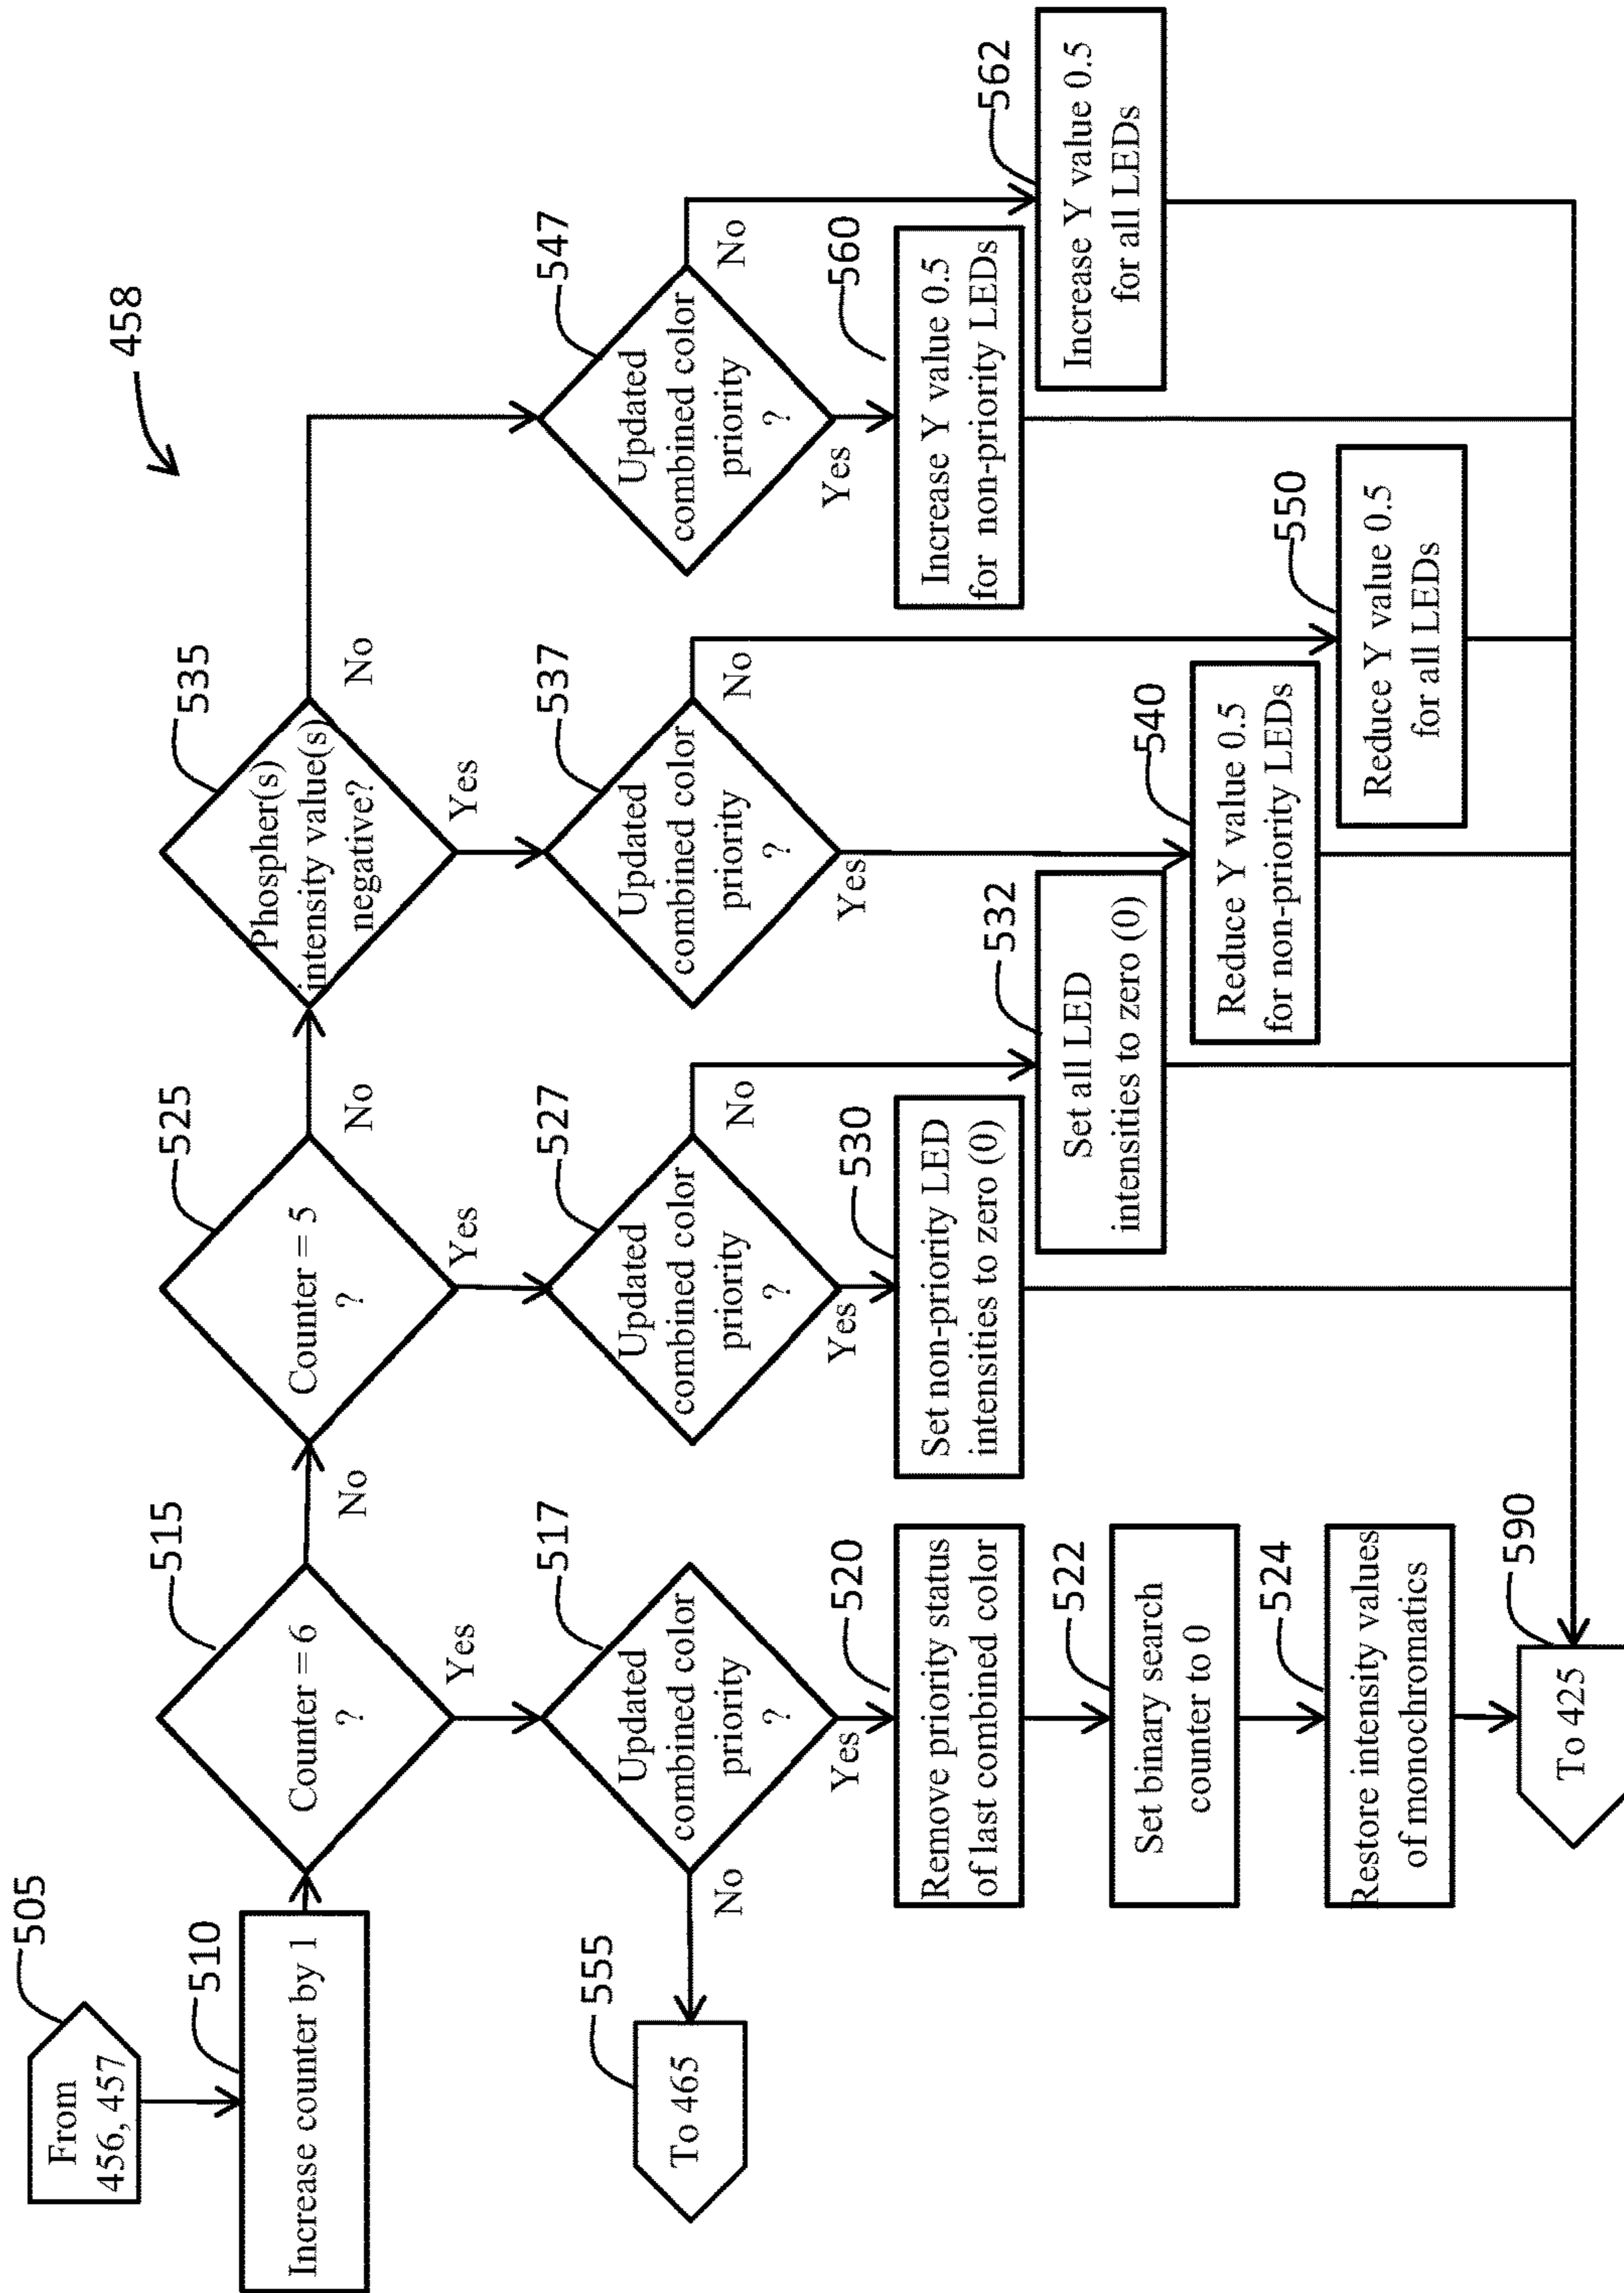 458
505
From
456, 457
510
Increase counter by 1
515
Counter = 6
?
No
Yes
517
Updated
combined color
priority
?
No
Yes
555
To 465
520
Remove priority status
of last combined color
522
Set binary search
counter to 0
524
Restore intensity values
of monochromatics
590
To 425
525
Counter = 5
?
No
Yes
527
Updated
combined color
priority
?
No
Yes
530
Set non-priority LED
intensities to zero (0)
532
Set all LED
intensities to zero (0)
535
Phospher(s)
intensity value(s)
negative?
No
Yes
537
Updated
combined color
priority
?
No
Yes
540
Reduce Y value 0.5
for non-priority LEDs
550
Reduce Y value 0.5
for all LEDs
547
Updated
combined color
priority
?
No
Yes
560
Increase Y value 0.5
for non-priority LEDs
562
Increase Y value 0.5
for all LEDs